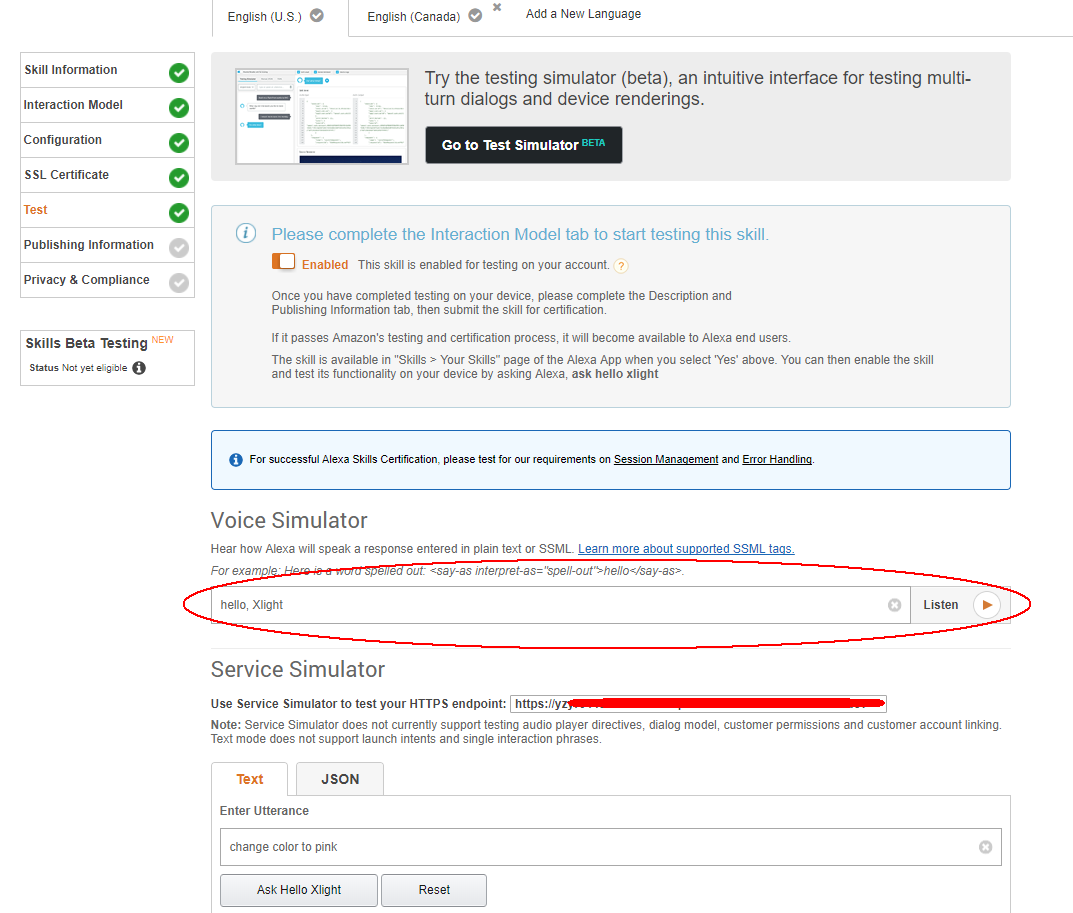 English (U.S.)
English (Canada)
Add a New Language
Skill Information
Interaction Model
Configuration
SSL Certificate
Test
Publishing Information
Privacy & Compliance
Skills Beta Testing NEW
Status Not yet eligible
Try the testing simulator (beta), an intuitive interface for testing multi-
turn dialogs and device renderings.
Go to Test Simulator BETA
Please complete the Interaction Model tab to start testing this skill.
Enabled This skill is enabled for testing on your account. ?
Once you have completed testing on your device, please complete the Description and
Publishing Information tab, then submit the skill for certification.
If it passes Amazon's testing and certification process, it will become available to Alexa end users.
The skill is available in "Skills > Your Skills" page of the Alexa App when you select 'Yes' above. You can then enable the skill
and test its functionality on your device by asking Alexa, ask hello xlight
For successful Alexa Skills Certification, please test for our requirements on Session Management and Error Handling.
Voice Simulator
Hear how Alexa will speak a response entered in plain text or SSML. Learn more about supported SSML tags.
For example: Here is a word spelled out: <say-as interpret-as="spell-out">hello</say-as>.
hello, Xlight
Listen
Service Simulator
Use Service Simulator to test your HTTPS endpoint: https://yzy
Note: Service Simulator does not currently support testing audio player directives, dialog model, customer permissions and customer account linking.
Text mode does not support launch intents and single interaction phrases.
Text
JSON
Enter Utterance
change color to pink
Ask Hello Xlight
Reset